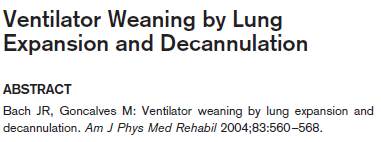 Ventilator Weaning by Lung
Expansion and Decannulation
ABSTRACT
Bach JR, Goncalves M: Ventilator weaning by lung expansion and
decannulation. Am J Phys Med Rehabil 2004;83:560–568.